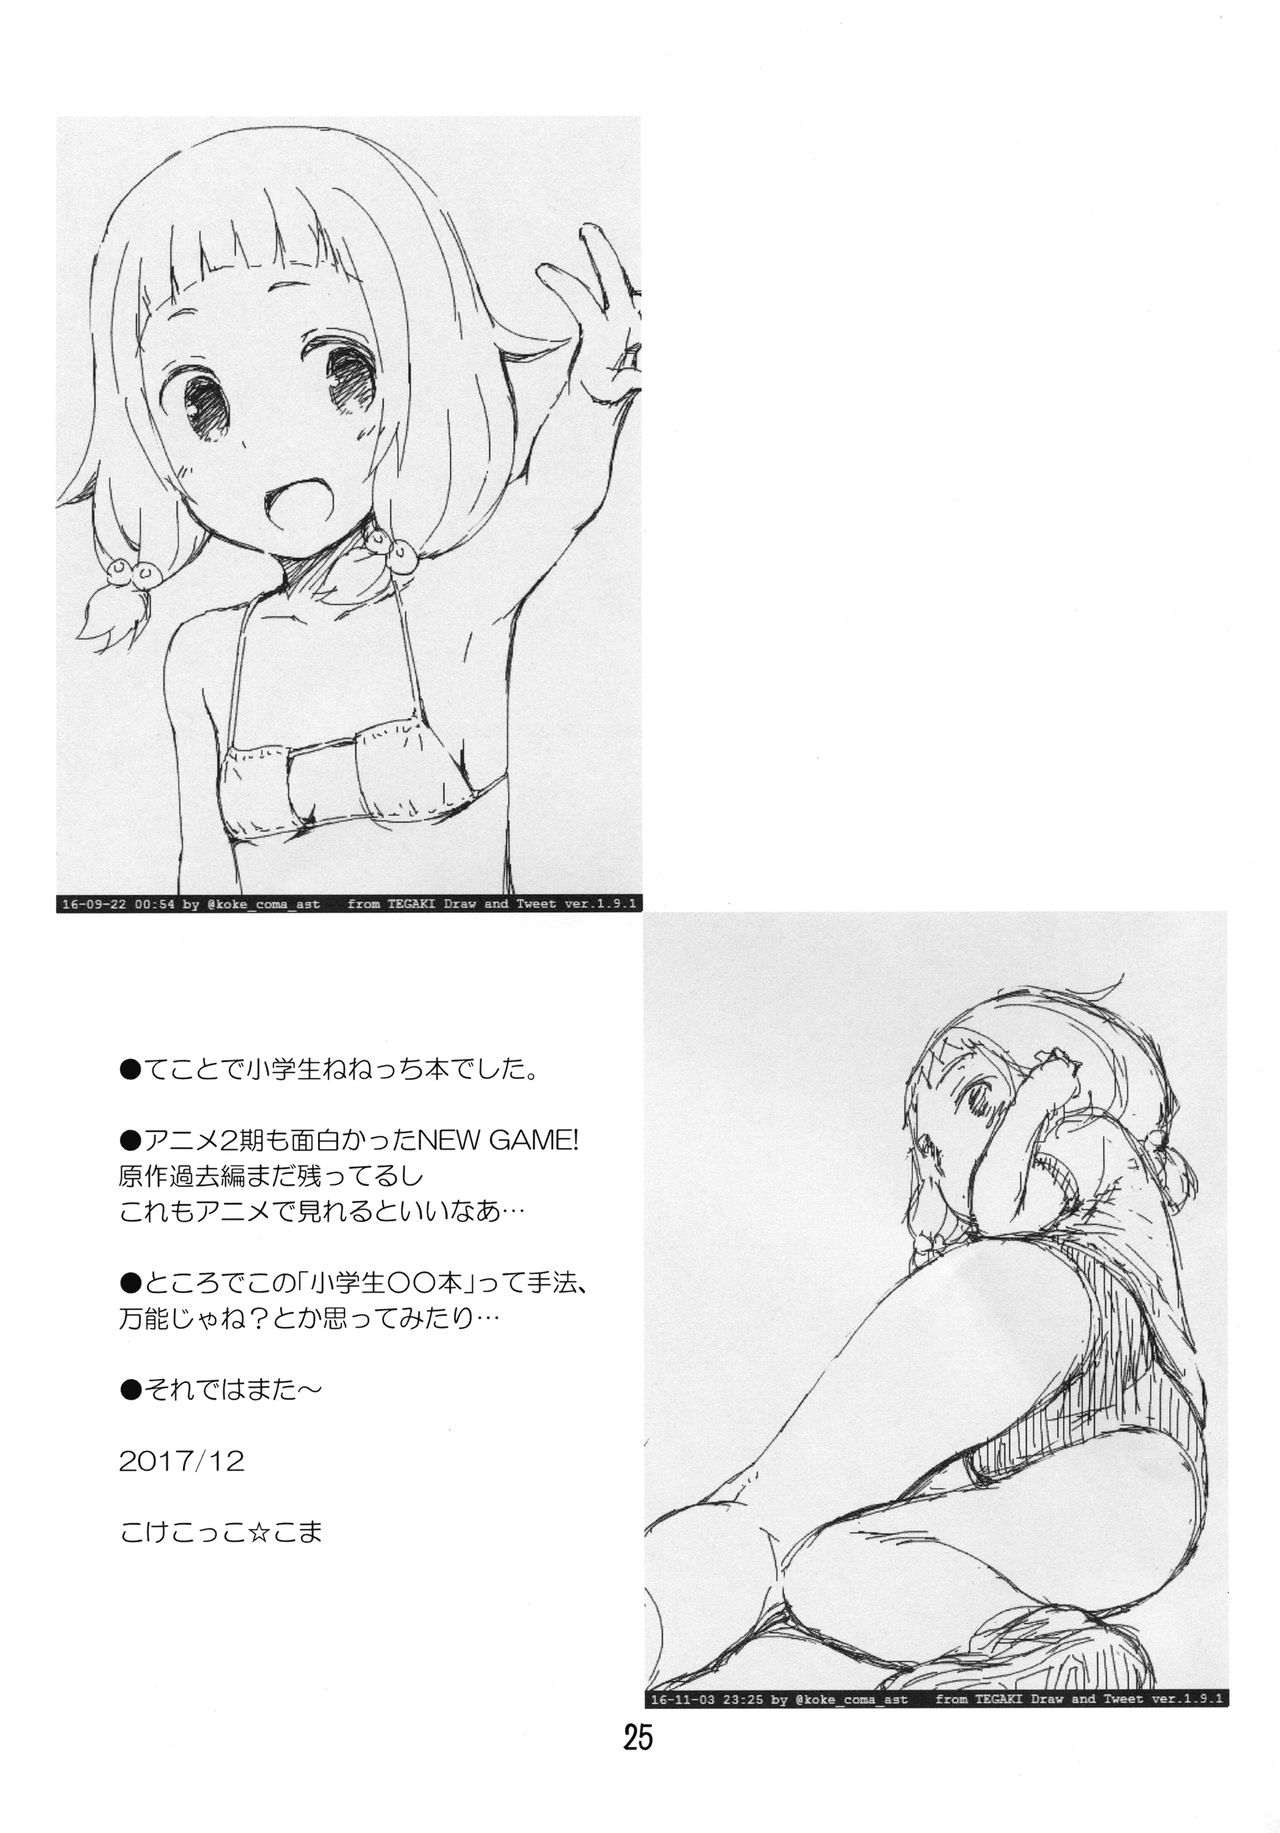 16-09-22 00:54 by @koke_coma_ast from TEGAKI Draw and Tweet ver.1.9.1
●てことで小学生ねねっち本でした。
●アニメ2期も面白かったNEW GAME!
原作過去編まだ残ってるし
これもアニメで見れるといいなあ…
●ところでこの「小学生〇〇本」って手法、
万能じゃね？とか思ってみたり…
●それではまた～
2017/12
こけこっこ☆こま
16-11-03 23:25 by @koke_coma_ast from TEGAKI Draw and Tweet ver.1.9.1
25